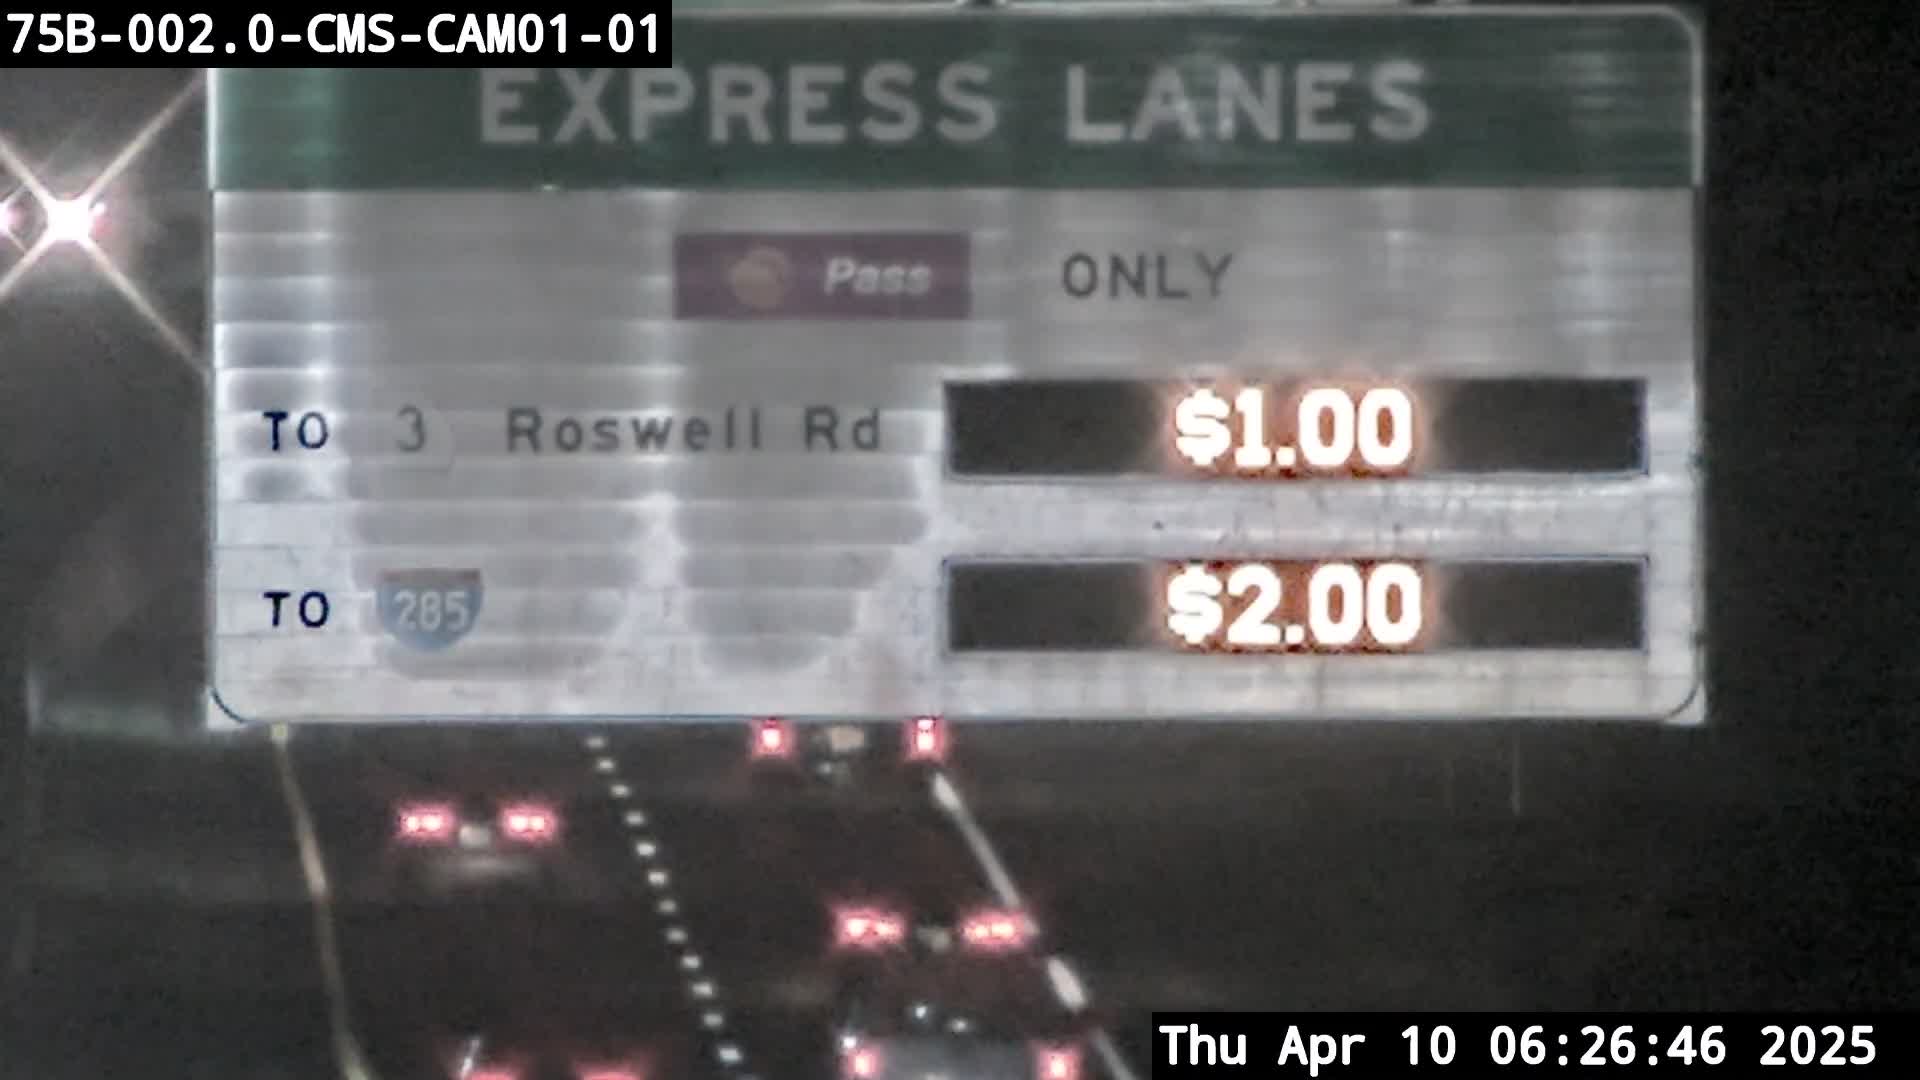 75B-002.0-CMS-CAM01-01
EXPRESS LANES
Pass ONLY
TO 3 Roswell Rd $1.00
TO 285 $2.00
Thu Apr 10 06:26:46 2025